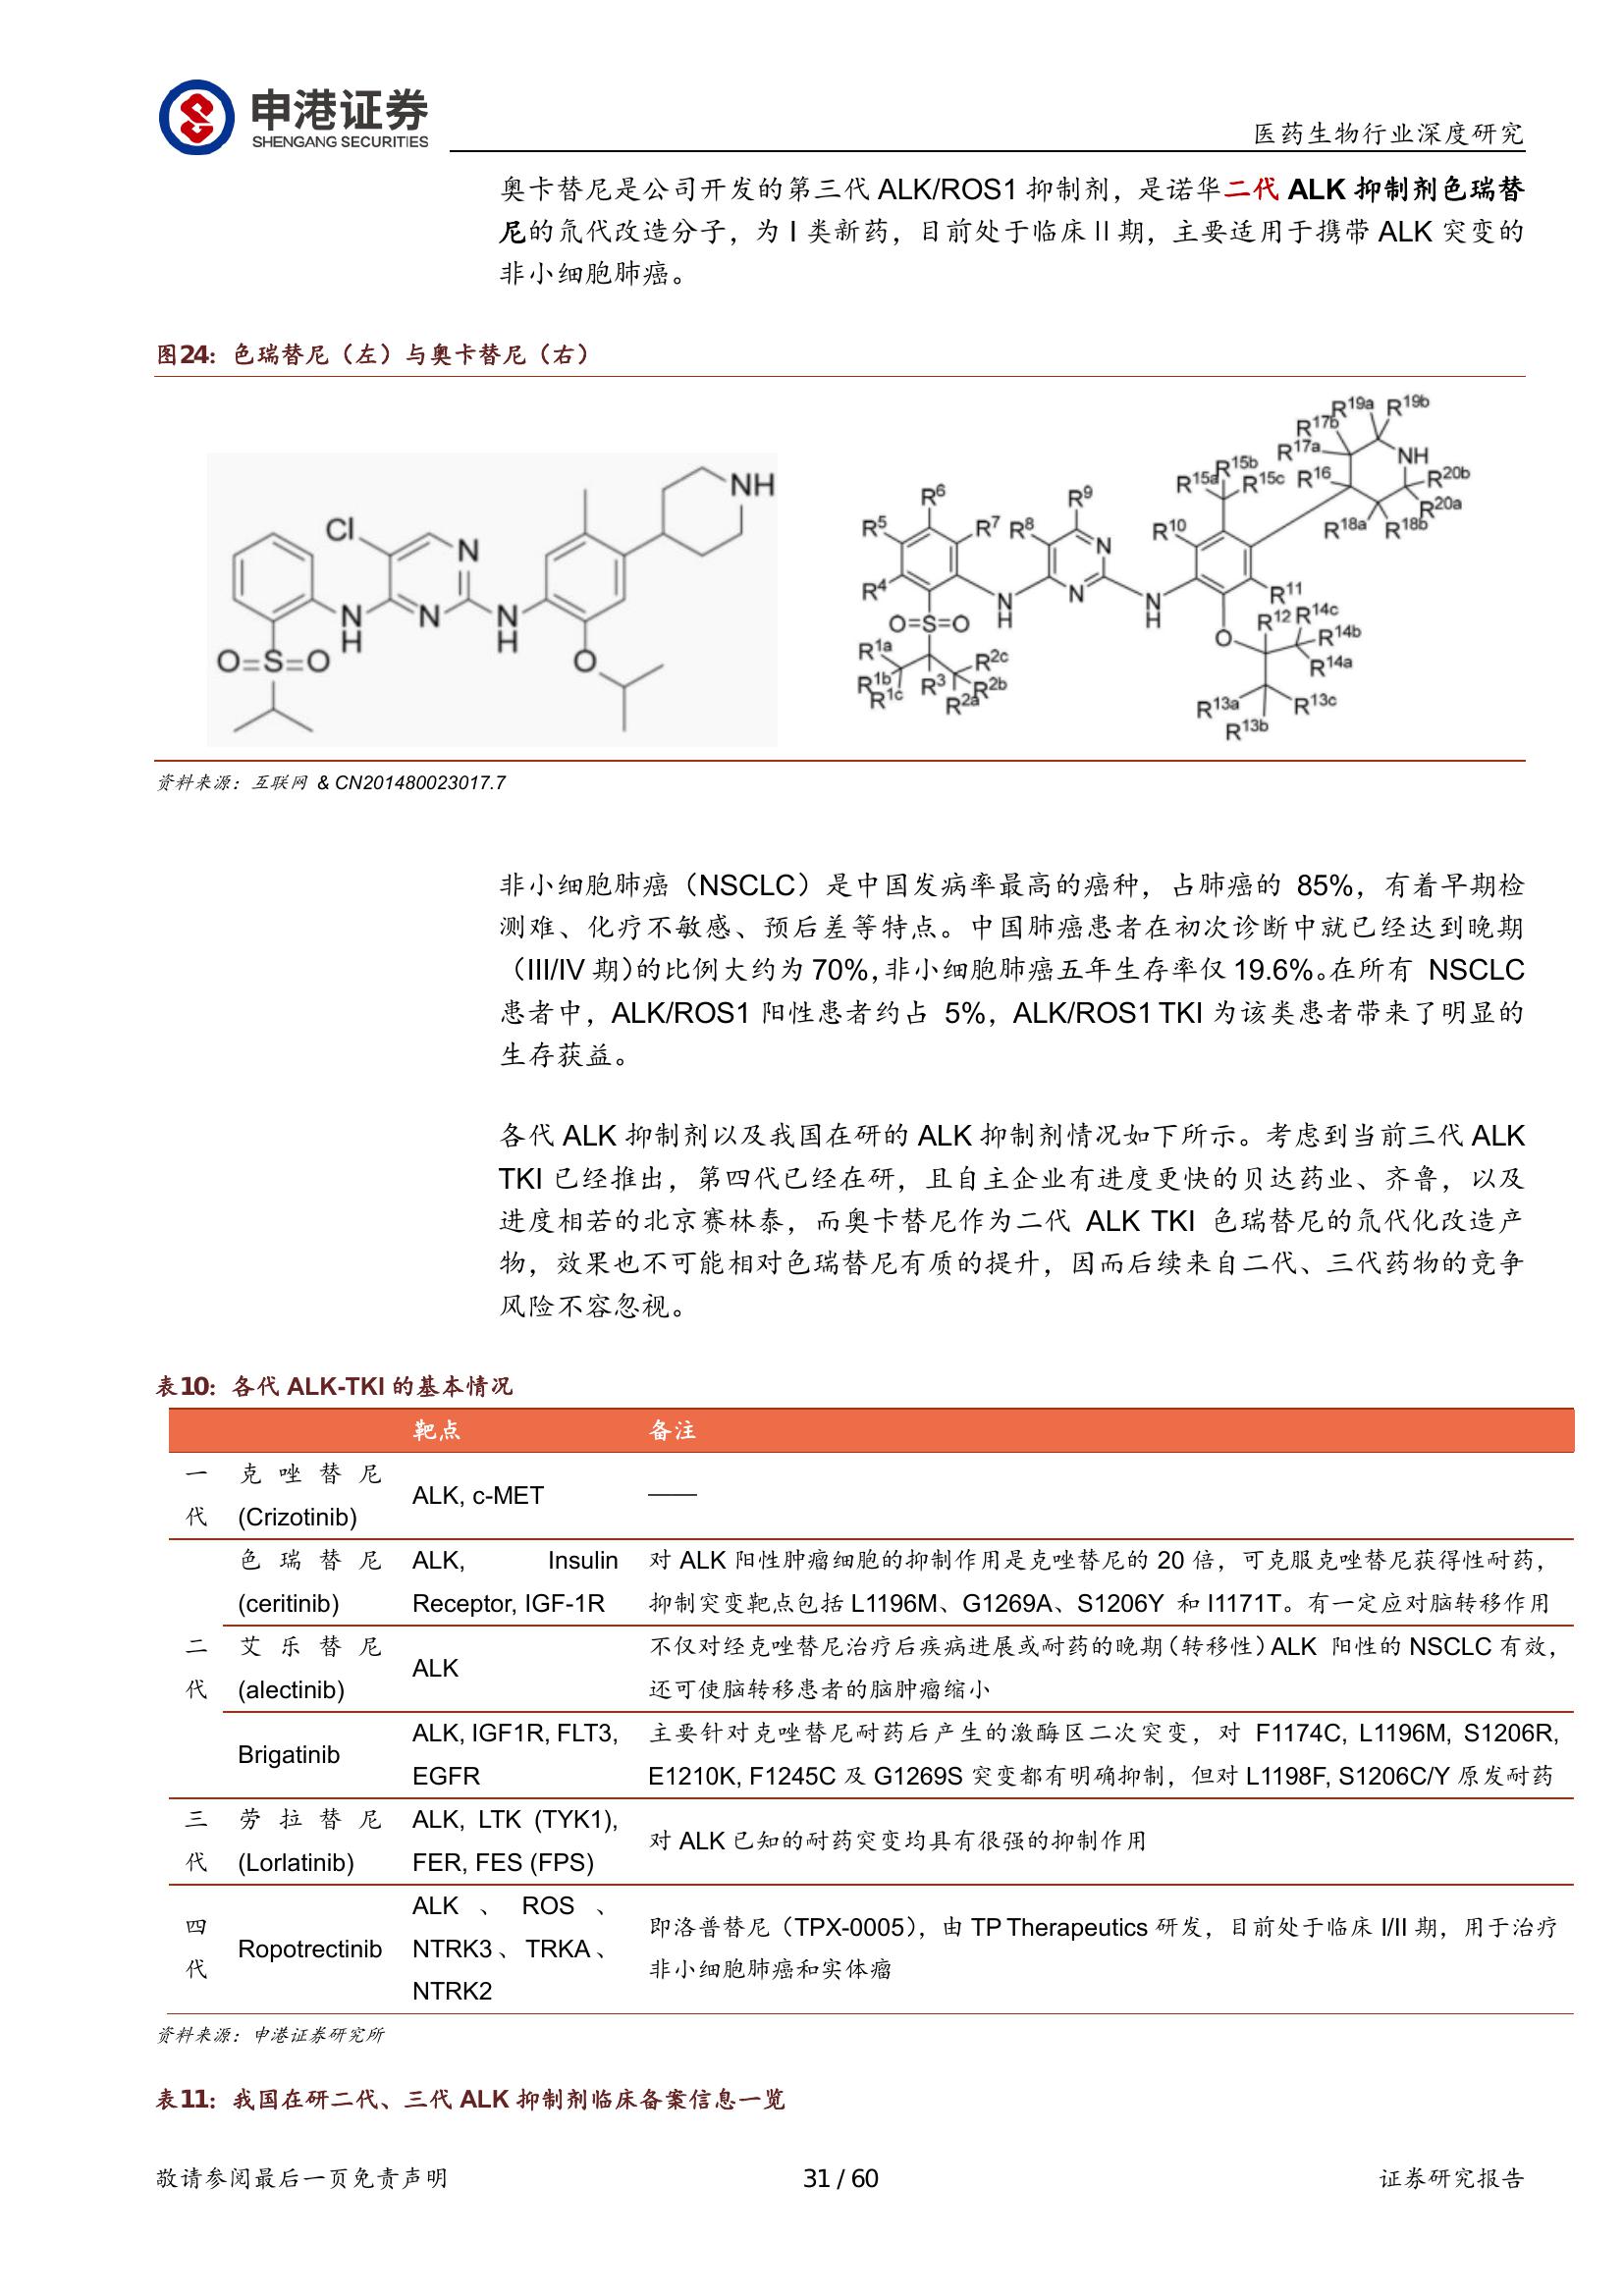 申港证券
SHENGANG SECURITIES
医药生物行业深度研究
奥卡替尼是公司开发的第三代 ALK/ROS1 抑制剂，是诺华二代 ALK 抑制剂色瑞替
尼的氘代改造分子，为 I 类新药，目前处于临床 II 期，主要适用于携带 ALK 突变的
非小细胞肺癌。
图24：色瑞替尼（左）与奥卡替尼（右）
NH
Cl
N
N
N
H
N
H
O=S=O
O
R19a R19b
R17b
R17a
NH
R16
R20b
R20a
R18a R18b
R15b
R15a R15c
R6
R9
R5
R7 R8
R10
N
R4
N
N
H
N
H
R11
O=S=O
O
R12 R14c
R14b
R14a
R1a
R2c
R1b
R3
R2b
R1c
R2a
R13a
R13c
R13b
资料来源：互联网 & CN201480023017.7
非小细胞肺癌（NSCLC）是中国发病率最高的癌种，占肺癌的 85%，有着早期检
测难、化疗不敏感、预后差等特点。中国肺癌患者在初次诊断中就已经达到晚期
（III/IV 期）的比例大约为 70%，非小细胞肺癌五年生存率仅 19.6%。在所有 NSCLC
患者中，ALK/ROS1 阳性患者约占 5%，ALK/ROS1 TKI 为该类患者带来了明显的
生存获益。
各代 ALK 抑制剂以及我国在研的 ALK 抑制剂情况如下所示。考虑到当前三代 ALK
TKI 已经推出，第四代已经在研，且自主企业有进度更快的贝达药业、齐鲁，以及
进度相若的北京赛林泰，而奥卡替尼作为二代 ALK TKI 色瑞替尼的氘代化改造产
物，效果也不可能相对色瑞替尼有质的提升，因而后续来自二代、三代药物的竞争
风险不容忽视。
表10：各代 ALK-TKI 的基本情况
靶点 备注
一代 克唑替尼 (Crizotinib) ALK, c-MET ——
二代 色瑞替尼 (ceritinib) ALK, Insulin Receptor, IGF-1R 对 ALK 阳性肿瘤细胞的抑制作用是克唑替尼的 20 倍，可克服克唑替尼获得性耐药，
抑制突变靶点包括 L1196M、G1269A、S1206Y 和 I1171T。有一定应对脑转移作用
艾乐替尼 (alectinib) ALK 不仅对经克唑替尼治疗后疾病进展或耐药的晚期（转移性）ALK 阳性的 NSCLC 有效，
还可使脑转移患者的脑肿瘤缩小
Brigatinib ALK, IGF1R, FLT3, EGFR 主要针对克唑替尼耐药后产生的激酶区二次突变，对 F1174C, L1196M, S1206R,
E1210K, F1245C 及 G1269S 突变都有明确抑制，但对 L1198F, S1206C/Y 原发耐药
三代 劳拉替尼 (Lorlatinib) ALK, LTK (TYK1), FER, FES (FPS) 对 ALK 已知的耐药突变均具有很强的抑制作用
四代 Ropotrectinib ALK 、 ROS 、 NTRK3、TRKA、 NTRK2 即洛普替尼（TPX-0005），由 TP Therapeutics 研发，目前处于临床 I/II 期，用于治疗
非小细胞肺癌和实体瘤
资料来源：申港证券研究所
表11：我国在研二代、三代 ALK 抑制剂临床备案信息一览
敬请参阅最后一页免责声明
31 / 60
证券研究报告